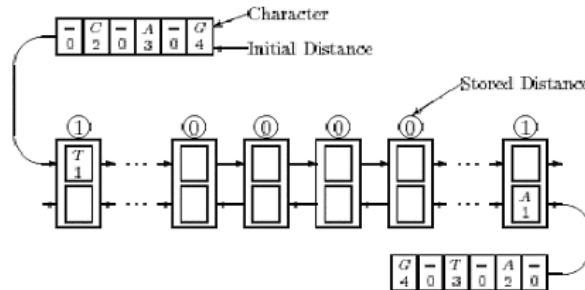 Character
– C – A – G
0 2 0 3 0 4
Initial Distance
Stored Distance
1 0 0 0 0 1
T
1
... ...
... ...
A
1
G – T – A –
4 0 3 0 2 0